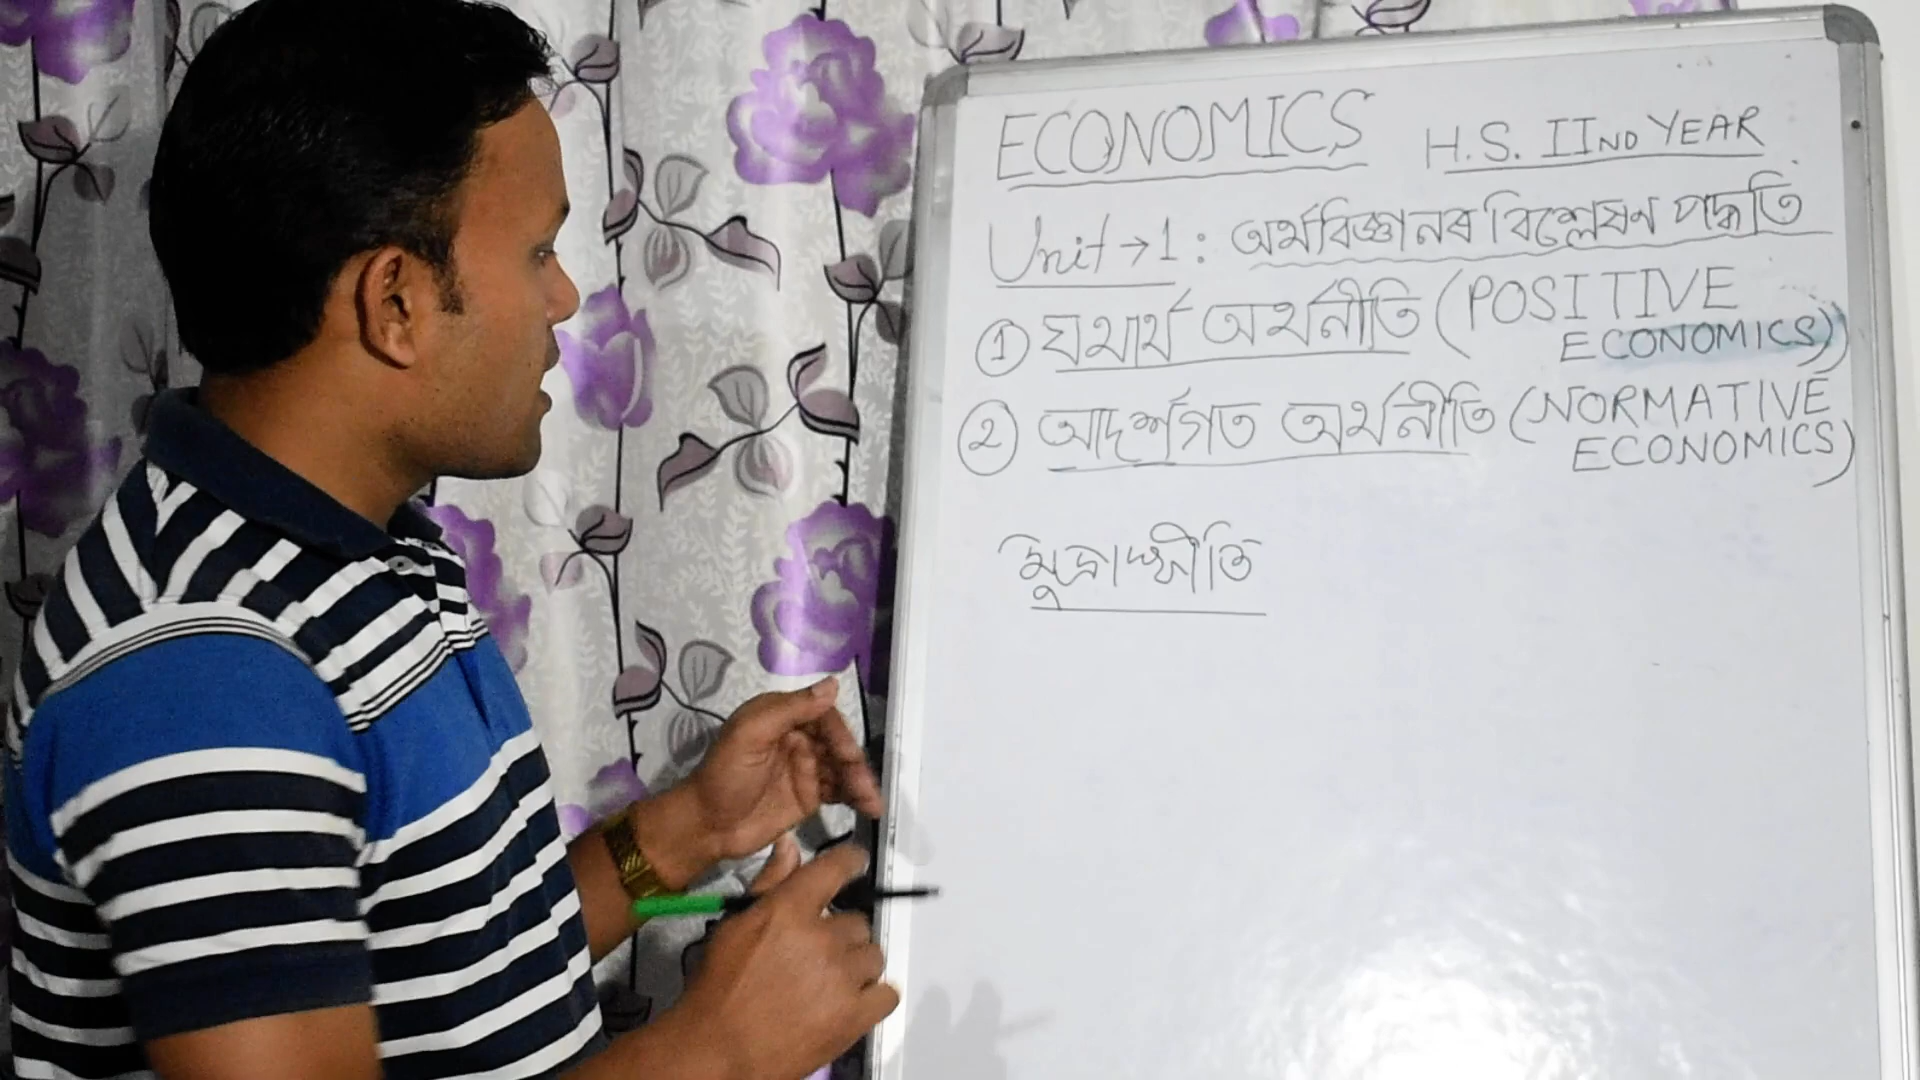 ECONOMICS H.S. IIND YEAR
Unit → 1 : অৰ্থবিজ্ঞানৰ বিশ্লেষণ পদ্ধতি
① যথাৰ্থ অৰ্থনীতি (POSITIVE
ECONOMICS)
② আদৰ্শগত অৰ্থনীতি (NORMATIVE
ECONOMICS)
মুদ্ৰাস্ফীতি